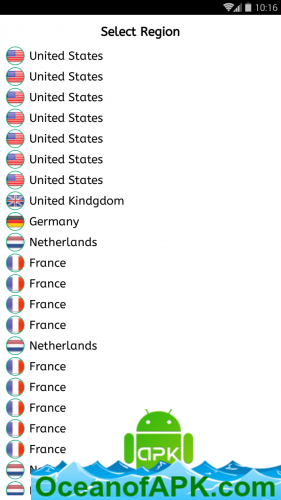 10:16
Select Region
United States
United States
United States
United States
United States
United States
United States
United Kindgdom
Germany
Netherlands
France
France
France
France
Netherlands
France
France
France
France
France
APK
OceanofAPK.com